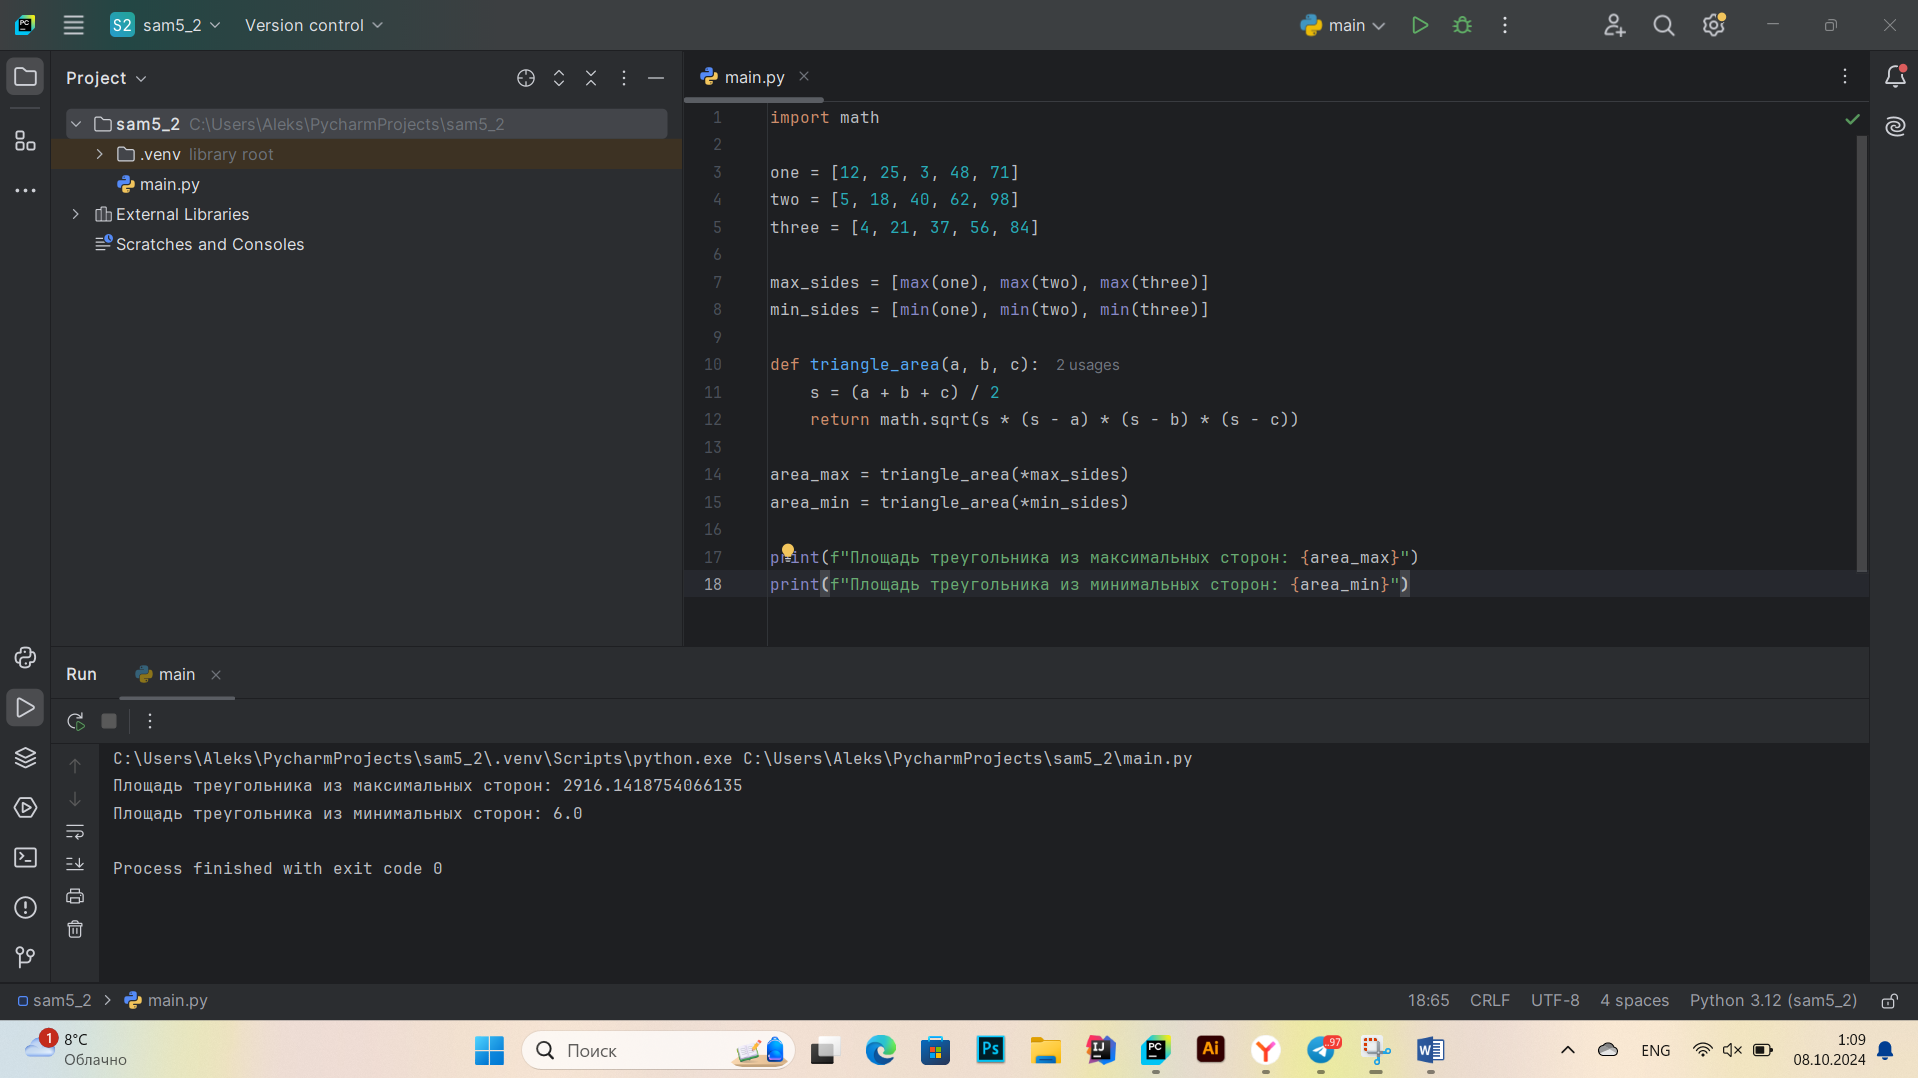 S2 sam5_2 Version control main
Project
main.py
sam5_2 C:\Users\Aleks\PycharmProjects\sam5_2
.venv library root
main.py
External Libraries
Scratches and Consoles
1 import math
2
3 one = [12, 25, 3, 48, 71]
4 two = [5, 18, 40, 62, 98]
5 three = [4, 21, 37, 56, 84]
6
7 max_sides = [max(one), max(two), max(three)]
8 min_sides = [min(one), min(two), min(three)]
9
10 def triangle_area(a, b, c): 2 usages
11 s = (a + b + c) / 2
12 return math.sqrt(s * (s - a) * (s - b) * (s - c))
13
14 area_max = triangle_area(*max_sides)
15 area_min = triangle_area(*min_sides)
16
17 print(f"Площадь треугольника из максимальных сторон: {area_max}")
18 print(f"Площадь треугольника из минимальных сторон: {area_min}")
Run main
C:\Users\Aleks\PycharmProjects\sam5_2\.venv\Scripts\python.exe C:\Users\Aleks\PycharmProjects\sam5_2\main.py
Площадь треугольника из максимальных сторон: 2916.1418754066135
Площадь треугольника из минимальных сторон: 6.0
Process finished with exit code 0
sam5_2 main.py 18:65 CRLF UTF-8 4 spaces Python 3.12 (sam5_2)
1 8°C
Облачно
Поиск
PC
Ps
IJ
PC
Ai
Y
97
W
ENG
1:09
08.10.2024